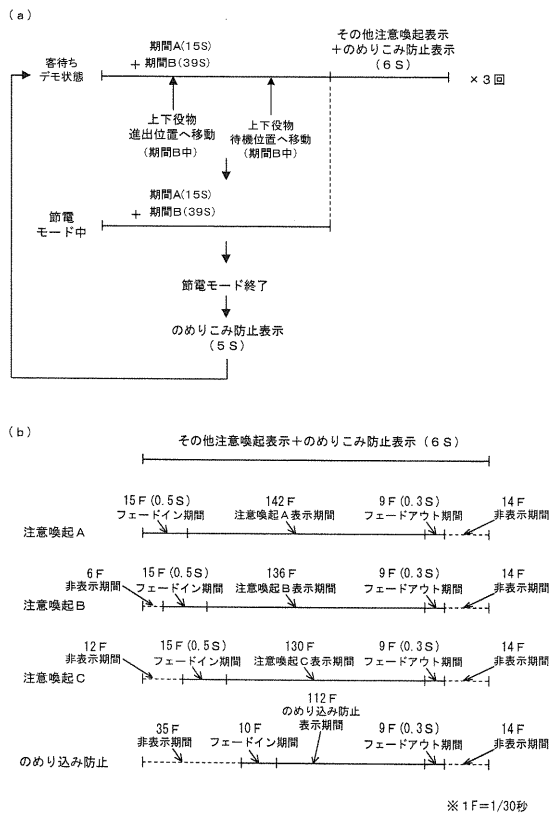 (a)
期間A(15S)
+ 期間B(39S)
その他注意喚起表示
+のめりこみ防止表示
(6S)
客待ち
デモ状態
×3回
上下役物
進出位置へ移動
(期間B中)
上下役物
待機位置へ移動
(期間B中)
期間A(15S)
+ 期間B(39S)
節電
モード中
節電モード終了
のめりこみ防止表示
(5S)
(b)
その他注意喚起表示+のめりこみ防止表示(6S)
15F(0.5S)
フェードイン期間
142F
注意喚起A表示期間
9F(0.3S)
フェードアウト期間
14F
非表示期間
注意喚起A
6F
非表示期間
15F(0.5S)
フェードイン期間
136F
注意喚起B表示期間
9F(0.3S)
フェードアウト期間
14F
非表示期間
注意喚起B
12F
非表示期間
15F(0.5S)
フェードイン期間
130F
注意喚起C表示期間
9F(0.3S)
フェードアウト期間
14F
非表示期間
注意喚起C
35F
非表示期間
10F
フェードイン期間
112F
のめり込み防止
表示期間
9F(0.3S)
フェードアウト期間
14F
非表示期間
のめり込み防止
※1F=1/30秒